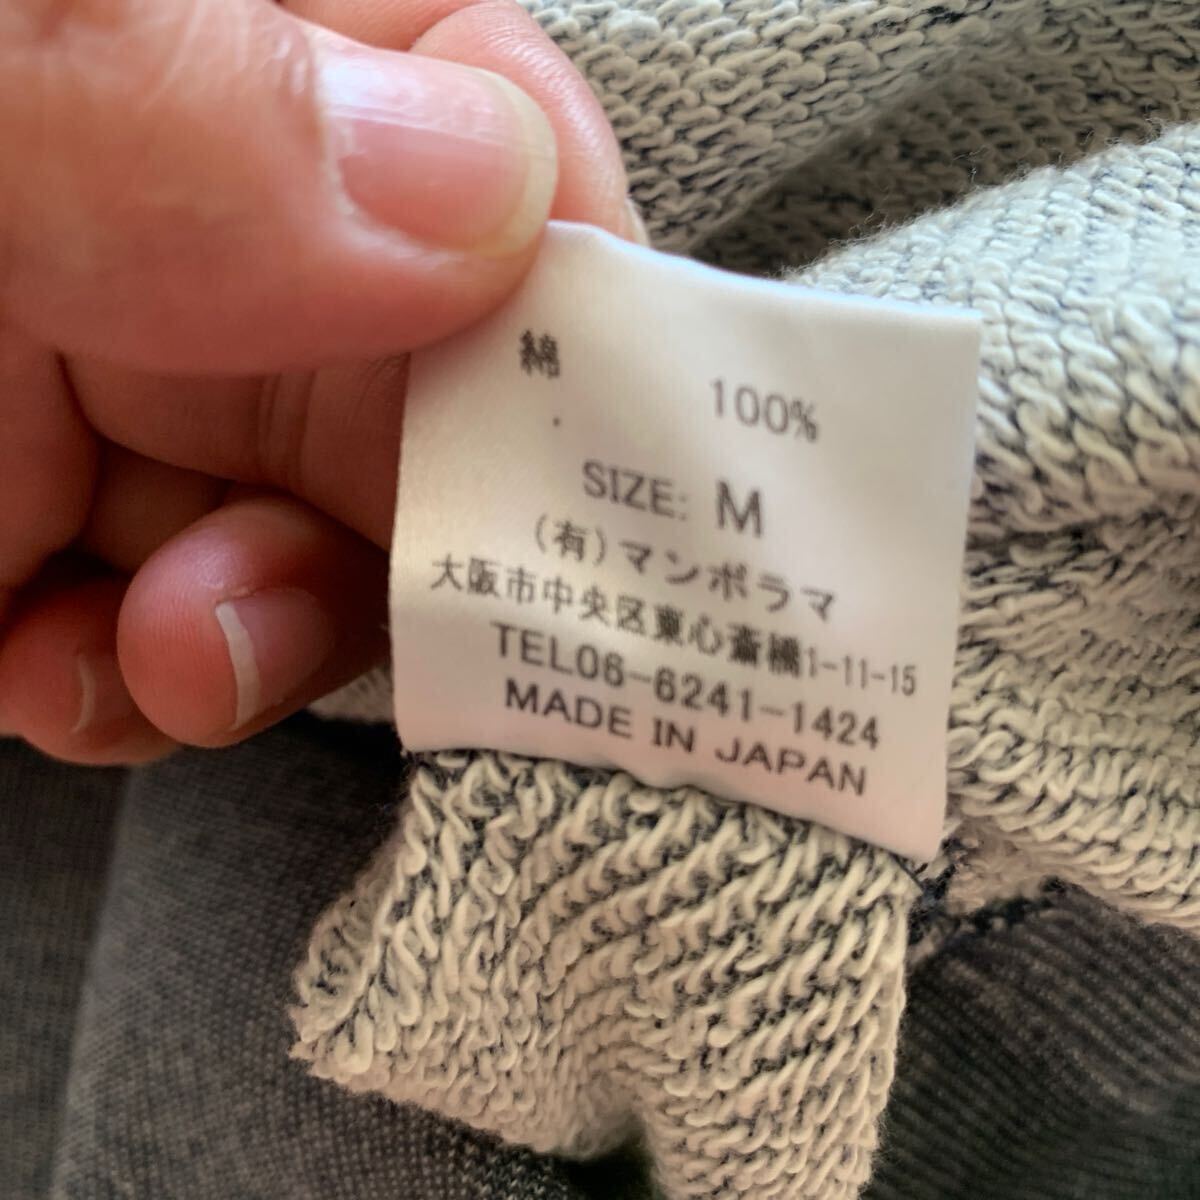 綿 100%
SIZE: M
(有)マンボラマ
大阪市中央区東心斎橋1-11-15
TEL06-6241-1424
MADE IN JAPAN